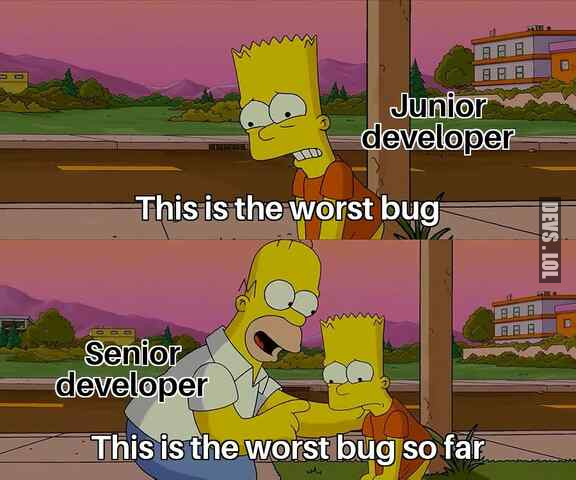 Junior
developer
This is the worst bug
DEVS.LOL
Senior
developer
This is the worst bug so far